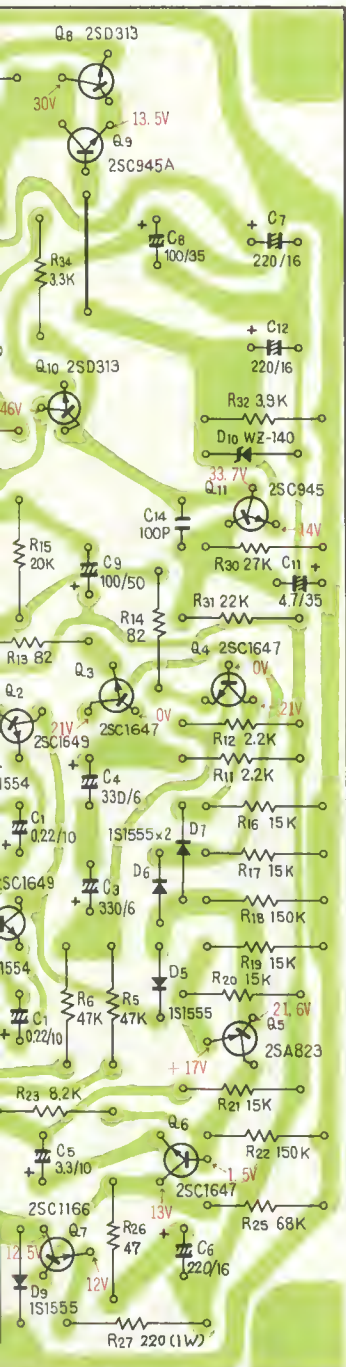 Q8 2SD313
30V
13.5V
Q9
2SC945A
R34
3.3K
+
C8
100/35
+ C7
220/16
+ C12
220/16
Q10 2SD313
46V
R32 3.9K
D10 WZ-140
33.7V
Q11 2SC945
14V
C14
100P
R15
20K
R30 27K
C9
100/50
+
C11 +
4.7/35
R14
82
R31 22K
R13 82
Q3
Q4 2SC1647
0V
Q2
21V
2SC1649
0V
2SC1647
21V
R12 2.2K
R11 2.2K
1554
+
C4
330/6
C1
0.22/10
+
1S1555×2
D7
R16 15K
D6
R17 15K
2SC1649
C3
330/6
+
R18 150K
1554
R19 15K
R6
47K
R5
47K
D5
1S1555
R20 15K
21.6V
Q5
2SA823
C1
0.22/10
+
+17V
R23 8.2K
R21 15K
Q6
C5
3.3/10
+
R22 150K
1.5V
2SC1647
13V
2SC1166
Q7
R25 68K
R26
47
+
C6
220/16
12.5V
12V
D9
1S1555
R27 220(1W)